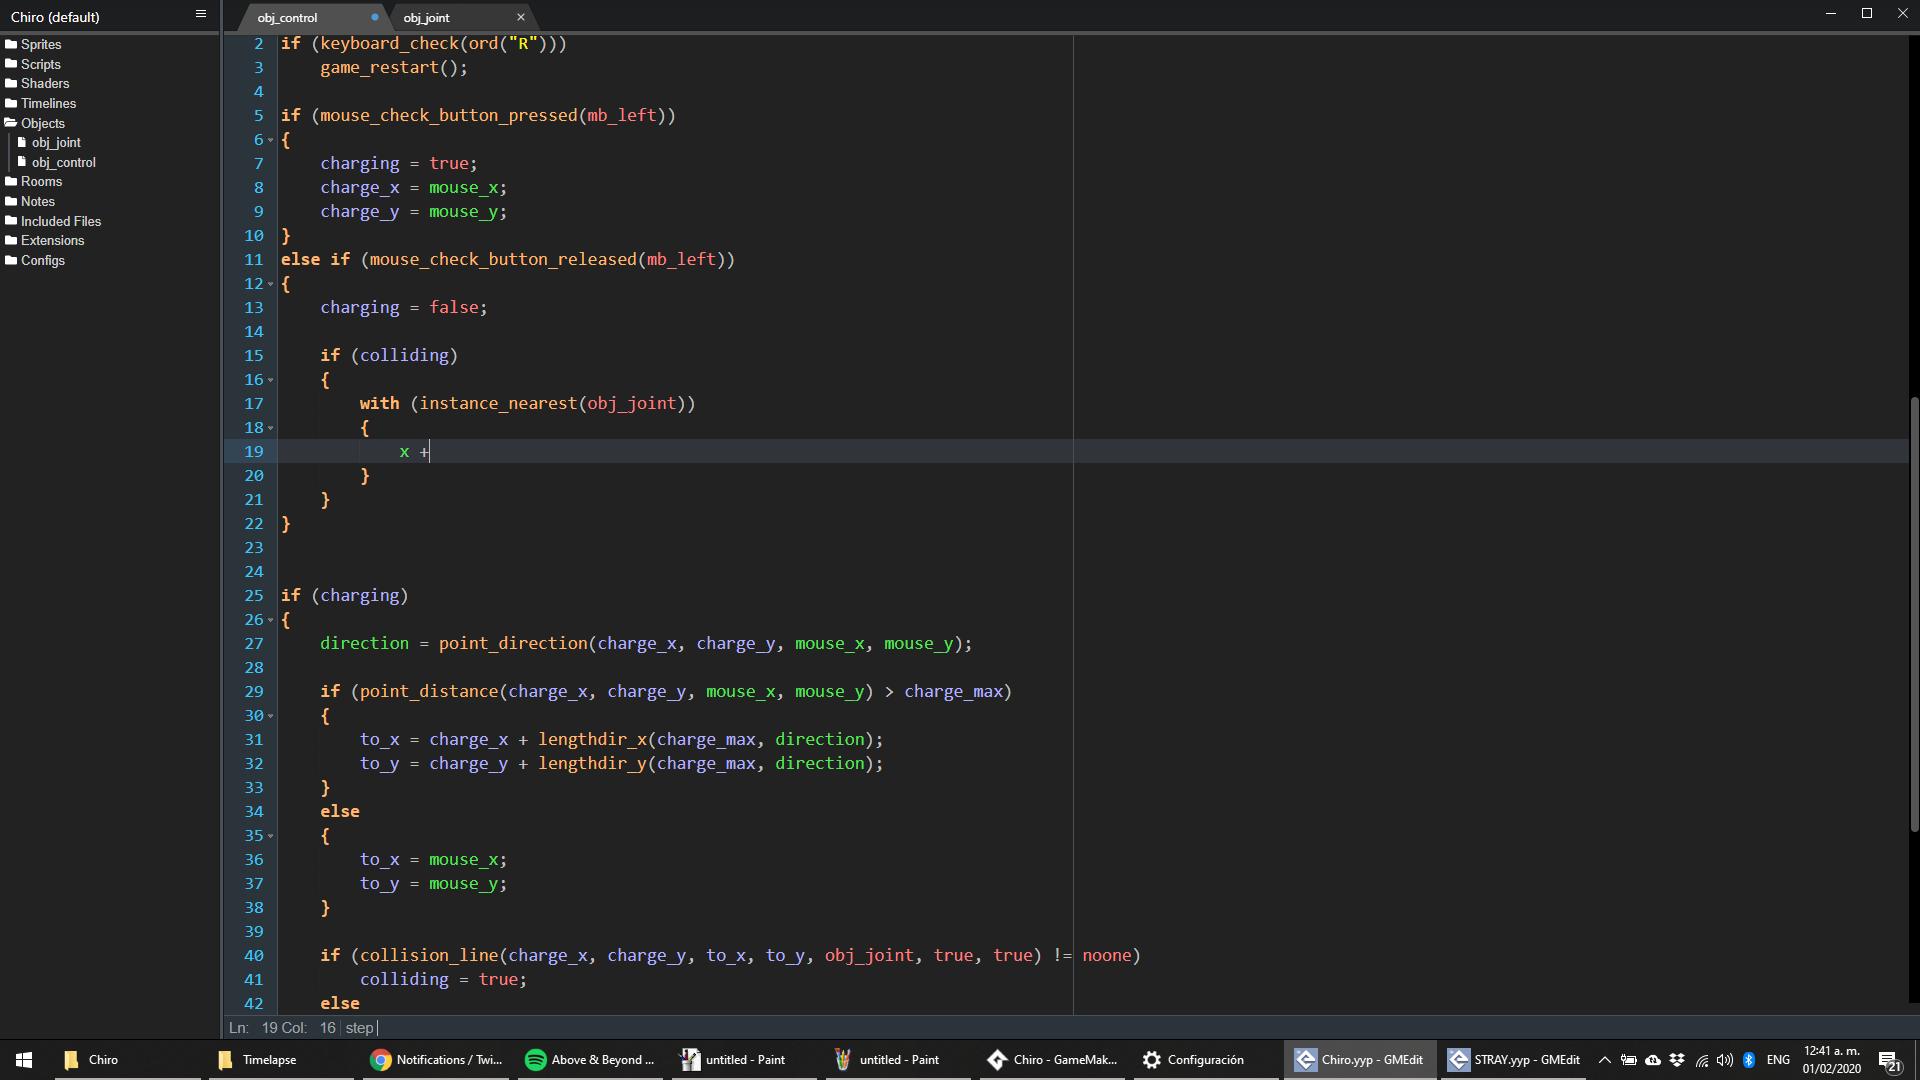 Chiro (default)
obj_control
obj_joint
Sprites
Scripts
Shaders
Timelines
Objects
obj_joint
obj_control
Rooms
Notes
Included Files
Extensions
Configs
2 if (keyboard_check(ord("R")))
3 game_restart();
4
5 if (mouse_check_button_pressed(mb_left))
6 {
7 charging = true;
8 charge_x = mouse_x;
9 charge_y = mouse_y;
10 }
11 else if (mouse_check_button_released(mb_left))
12 {
13 charging = false;
14
15 if (colliding)
16 {
17 with (instance_nearest(obj_joint))
18 {
19 x +
20 }
21 }
22 }
23
24
25 if (charging)
26 {
27 direction = point_direction(charge_x, charge_y, mouse_x, mouse_y);
28
29 if (point_distance(charge_x, charge_y, mouse_x, mouse_y) > charge_max)
30 {
31 to_x = charge_x + lengthdir_x(charge_max, direction);
32 to_y = charge_y + lengthdir_y(charge_max, direction);
33 }
34 else
35 {
36 to_x = mouse_x;
37 to_y = mouse_y;
38 }
39
40 if (collision_line(charge_x, charge_y, to_x, to_y, obj_joint, true, true) != noone)
41 colliding = true;
42 else
Ln: 19 Col: 16 step
Chiro
Timelapse
Notifications / Twi...
Above & Beyond ...
untitled - Paint
untitled - Paint
Chiro - GameMak...
Configuración
Chiro.yyp - GMEdit
STRAY.yyp - GMEdit
ENG
12:41 a. m.
01/02/2020
21